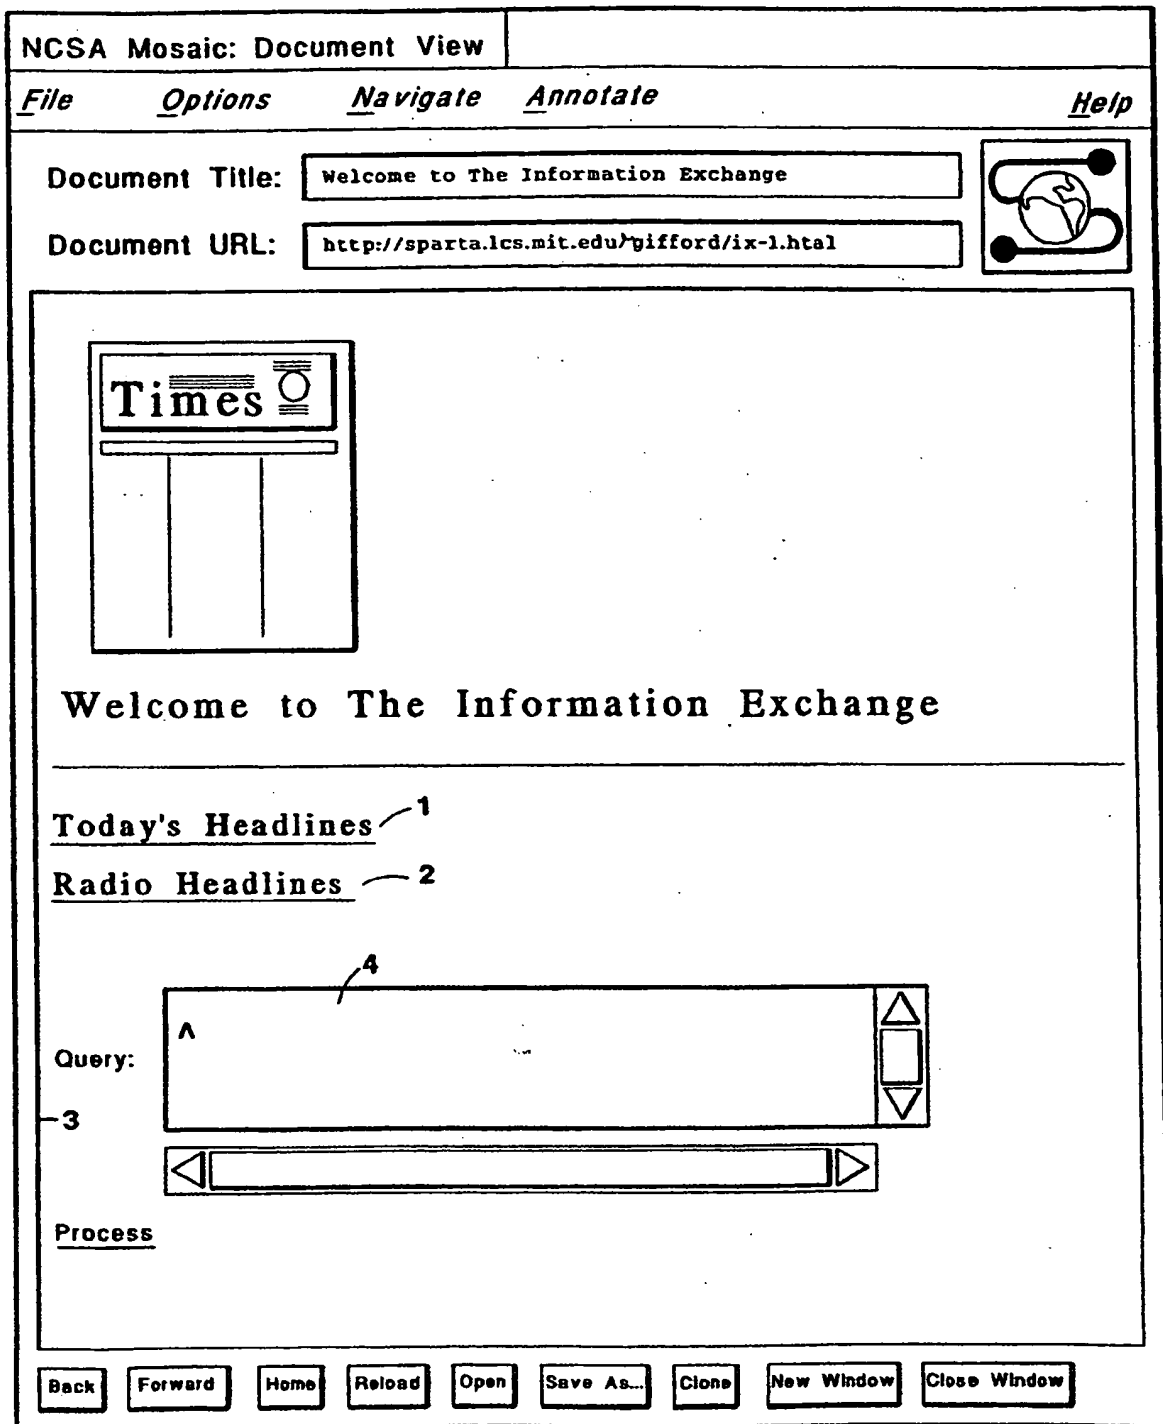 NCSA Mosaic: Document View
File Options Navigate Annotate Help
Document Title: Welcome to The Information Exchange
Document URL: http://sparta.lcs.mit.edu/~gifford/ix-1.htal
Times
Welcome to The Information Exchange
Today's Headlines 1
Radio Headlines 2
4
^
Query:
3
Process
Back Forward Home Reload Open Save As... Clone New Window Close Window